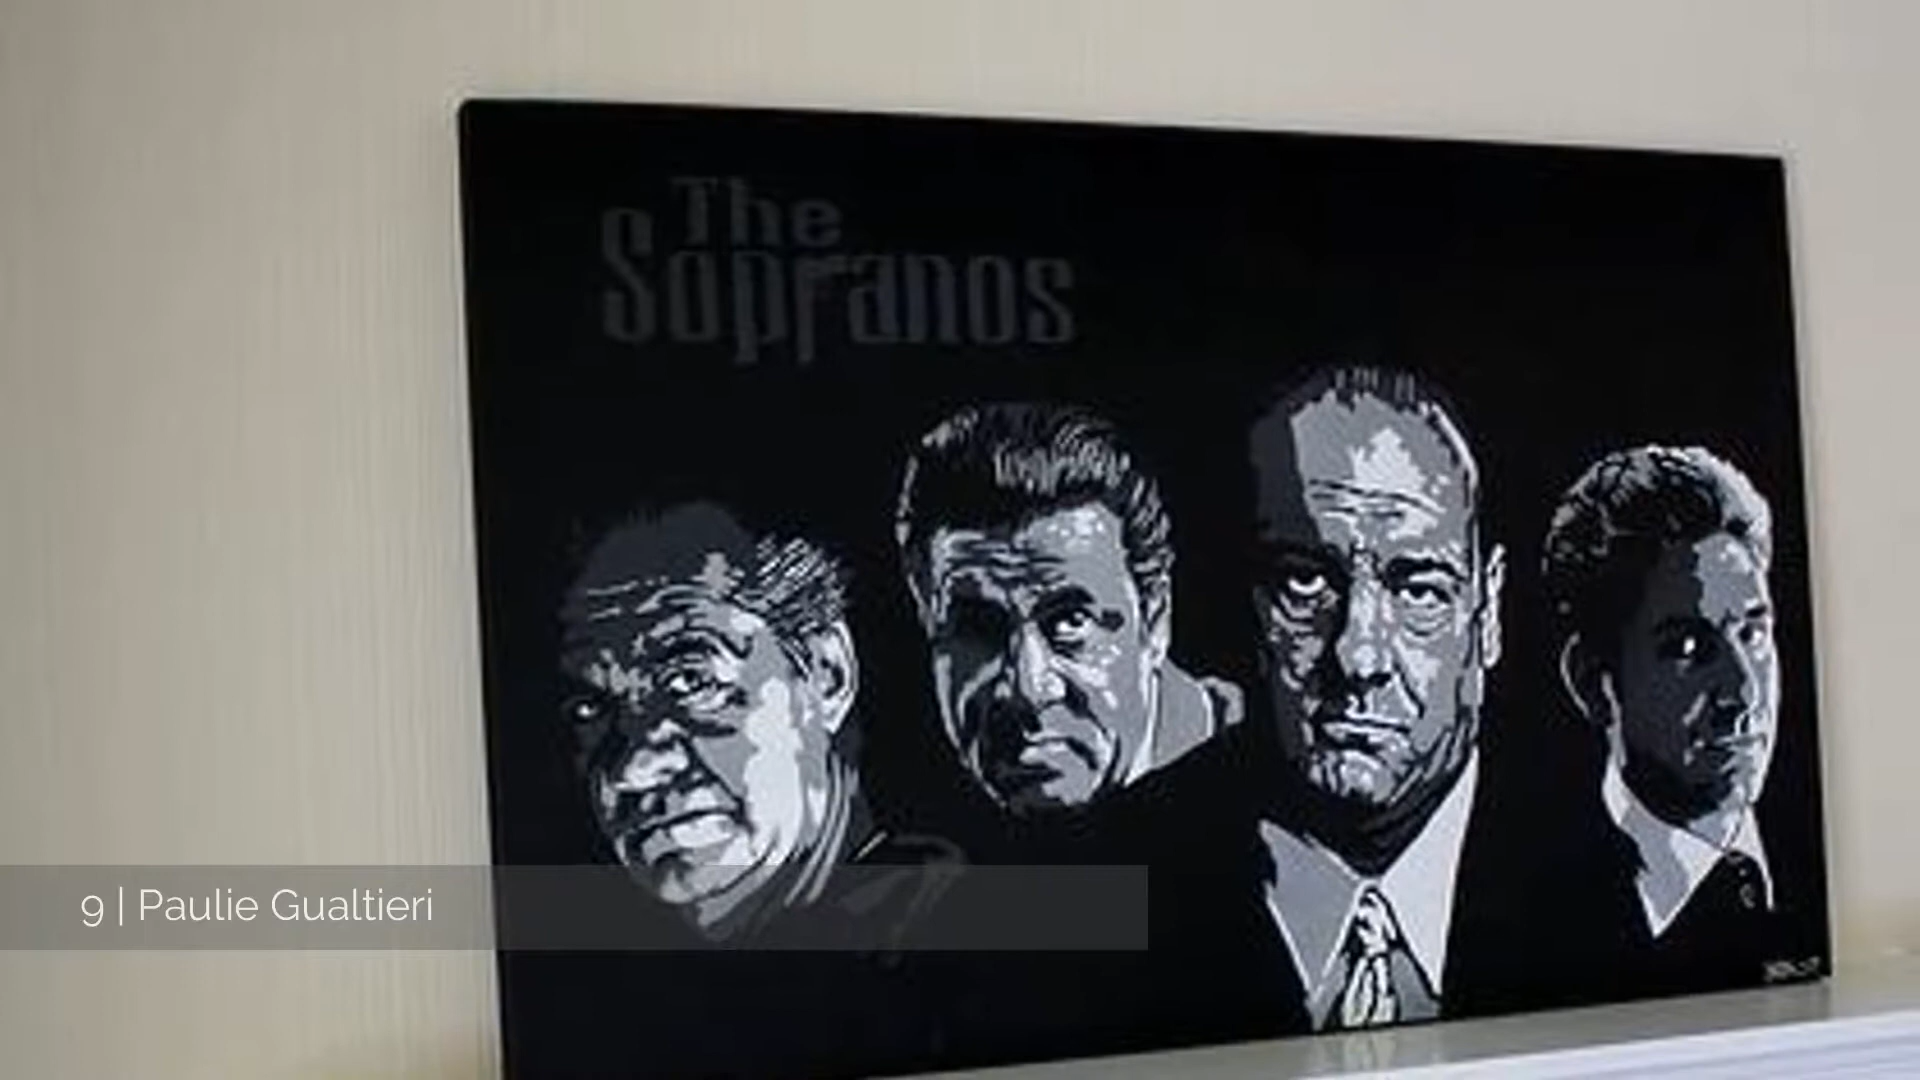 The
Sopranos
9 | Paulie Gualtieri